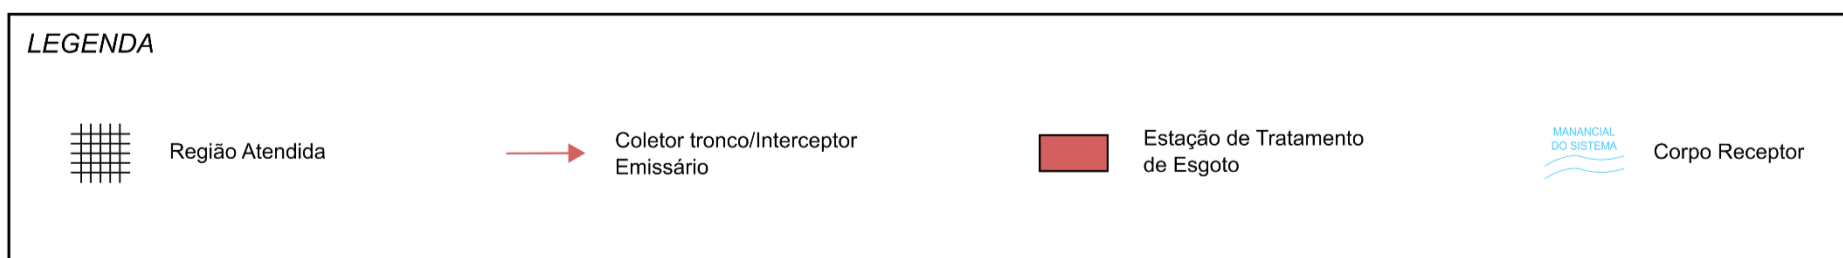 LEGENDA
Região Atendida
Coletor tronco/Interceptor
Emissário
Estação de Tratamento
de Esgoto
MANANCIAL
DO SISTEMA
Corpo Receptor